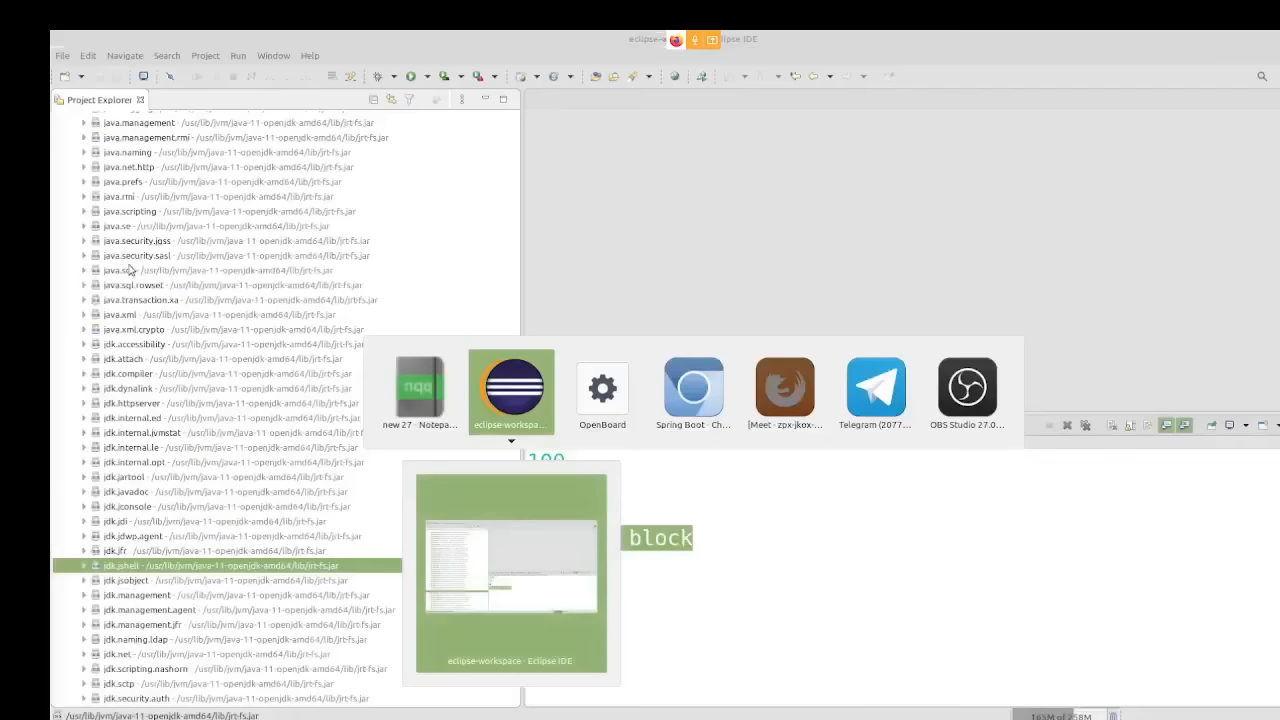 eclipse-
lipse IDE
File Edit Navigate Search Project Run Window Help
Project Explorer
java.management - /usr/lib/jvm/java-11-openjdk-amd64/lib/jrt-fs.jar
java.management.rmi - /usr/lib/jvm/java-11-openjdk-amd64/lib/jrt-fs.jar
java.naming - /usr/lib/jvm/java-11-openjdk-amd64/lib/jrt-fs.jar
java.net.http - /usr/lib/jvm/java-11-openjdk-amd64/lib/jrt-fs.jar
java.prefs - /usr/lib/jvm/java-11-openjdk-amd64/lib/jrt-fs.jar
java.rmi - /usr/lib/jvm/java-11-openjdk-amd64/lib/jrt-fs.jar
java.scripting - /usr/lib/jvm/java-11-openjdk-amd64/lib/jrt-fs.jar
java.se - /usr/lib/jvm/java-11-openjdk-amd64/lib/jrt-fs.jar
java.security.jgss - /usr/lib/jvm/java-11-openjdk-amd64/lib/jrt-fs.jar
java.security.sasl - /usr/lib/jvm/java-11-openjdk-amd64/lib/jrt-fs.jar
java.s - /usr/lib/jvm/java-11-openjdk-amd64/lib/jrt-fs.jar
java.sql.rowset - /usr/lib/jvm/java-11-openjdk-amd64/lib/jrt-fs.jar
java.transaction.xa - /usr/lib/jvm/java-11-openjdk-amd64/lib/jrt-fs.jar
java.xml - /usr/lib/jvm/java-11-openjdk-amd64/lib/jrt-fs.jar
java.xml.crypto - /usr/lib/jvm/java-11-openjdk-amd64/lib/jrt-fs.jar
jdk.accessibility - /usr/lib/jvm/java-11-openjdk-amd64/lib/jrt-fs.jar
jdk.attach - /usr/lib/jvm/java-11-openjdk-amd64/lib/jrt-fs.jar
jdk.compiler - /usr/lib/jvm/java-11-openjdk-amd64/lib/jrt-fs.jar
jdk.dynalink - /usr/lib/jvm/java-11-openjdk-amd64/lib/jrt-fs.jar
jdk.httpserver - /usr/lib/jvm/java-11-openjdk-amd64/lib/jrt-fs.jar
jdk.internal.ed - /usr/lib/jvm/java-11-openjdk-amd64/lib/jrt-fs.jar
jdk.internal.jvmstat - /usr/lib/jvm/java-11-openjdk-amd64/lib/jrt-fs.jar
jdk.internal.le - /usr/lib/jvm/java-11-openjdk-amd64/lib/jrt-fs.jar
jdk.internal.opt - /usr/lib/jvm/java-11-openjdk-amd64/lib/jrt-fs.jar
jdk.jartool - /usr/lib/jvm/java-11-openjdk-amd64/lib/jrt-fs.jar
jdk.javadoc - /usr/lib/jvm/java-11-openjdk-amd64/lib/jrt-fs.jar
jdk.jconsole - /usr/lib/jvm/java-11-openjdk-amd64/lib/jrt-fs.jar
jdk.jdi - /usr/lib/jvm/java-11-openjdk-amd64/lib/jrt-fs.jar
jdk.jdwp.agent - /usr/lib/jvm/java-11-openjdk-amd64/lib/jrt-fs.jar
jdk.jfr - /usr/lib/jvm/java-11-openjdk-amd64/lib/jrt-fs.jar
jdk.jshell - /usr/lib/jvm/java-11-openjdk-amd64/lib/jrt-fs.jar
jdk.jsobject - /usr/lib/jvm/java-11-openjdk-amd64/lib/jrt-fs.jar
jdk.management - /usr/lib/jvm/java-11-openjdk-amd64/lib/jrt-fs.jar
jdk.management.agent - /usr/lib/jvm/java-11-openjdk-amd64/lib/jrt-fs.jar
jdk.management.jfr - /usr/lib/jvm/java-11-openjdk-amd64/lib/jrt-fs.jar
jdk.naming.ldap - /usr/lib/jvm/java-11-openjdk-amd64/lib/jrt-fs.jar
jdk.net - /usr/lib/jvm/java-11-openjdk-amd64/lib/jrt-fs.jar
jdk.scripting.nashorn - /usr/lib/jvm/java-11-openjdk-amd64/lib/jrt-fs.jar
jdk.sctp - /usr/lib/jvm/java-11-openjdk-amd64/lib/jrt-fs.jar
jdk.security.auth - /usr/lib/jvm/java-11-openjdk-amd64/lib/jrt-fs.jar
/usr/lib/jvm/java-11-openjdk-amd64/lib/jrt-fs.jar
nqq
new 27 - Notepa...
eclipse-workspa...
OpenBoard
Spring Boot - Ch...
[Meet - zpx-jkox-...
Telegram (2077...
OBS Studio 27.0...
100
block
eclipse-workspace - Eclipse IDE
168M of 258M